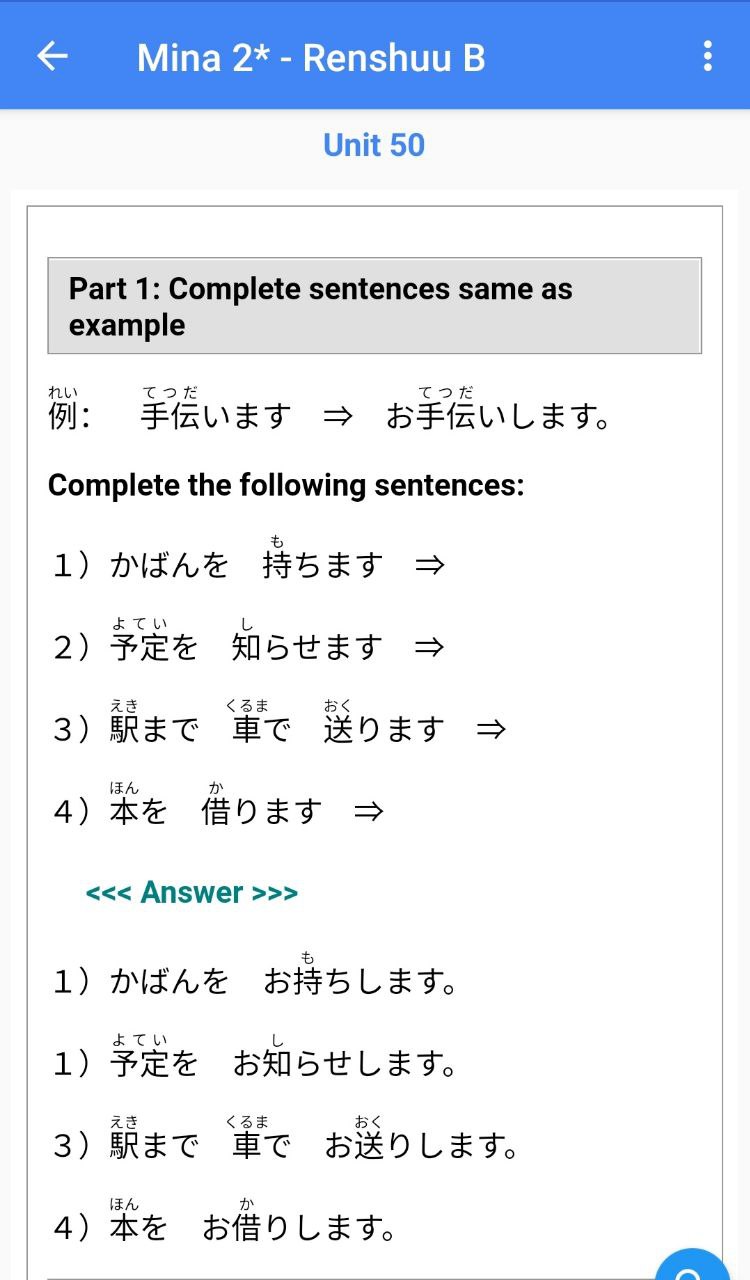 Mina 2* - Renshuu B
Unit 50
Part 1: Complete sentences same as
example
れい てつだ てつだ
例： 手伝います ⇒ お手伝いします。
Complete the following sentences:
も
１）かばんを 持ちます ⇒
よてい し
２）予定を 知らせます ⇒
えき くるま おく
３）駅まで 車で 送ります ⇒
ほん か
４）本を 借ります ⇒
<<< Answer >>>
も
１）かばんを お持ちします。
よてい し
１）予定を お知らせします。
えき くるま おく
３）駅まで 車で お送りします。
ほん か
４）本を お借りします。